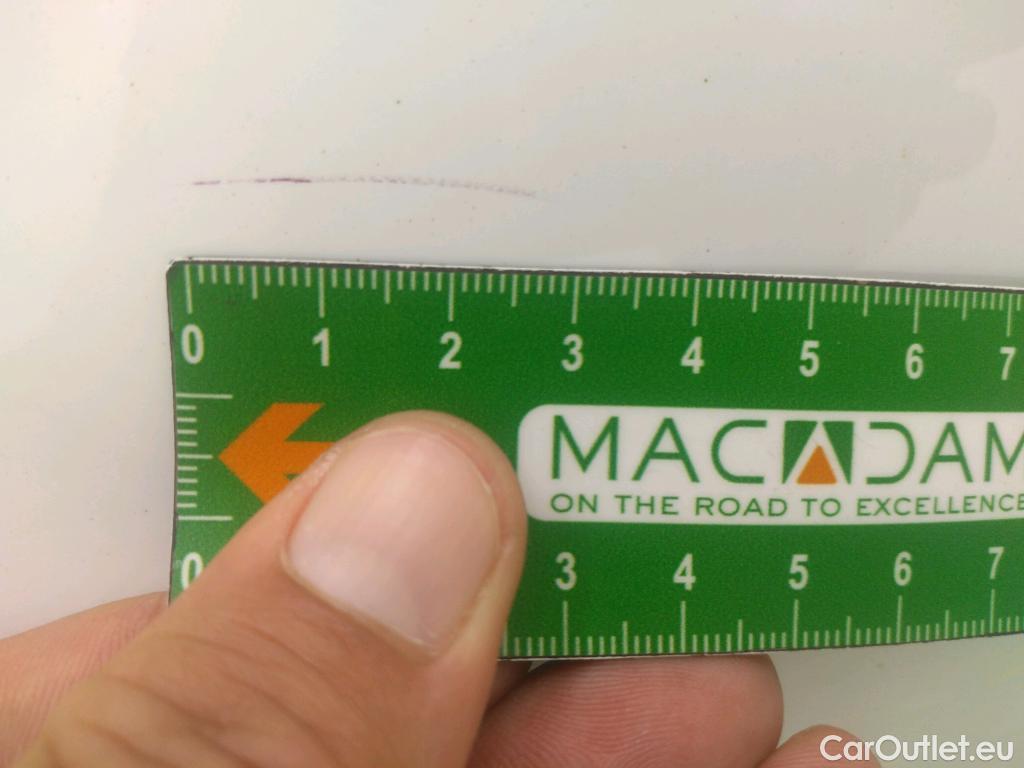 0 1 2 3 4 5 6 7
MACADAM
ON THE ROAD TO EXCELLENCE
0 3 4 5 6 7
CarOutlet.eu